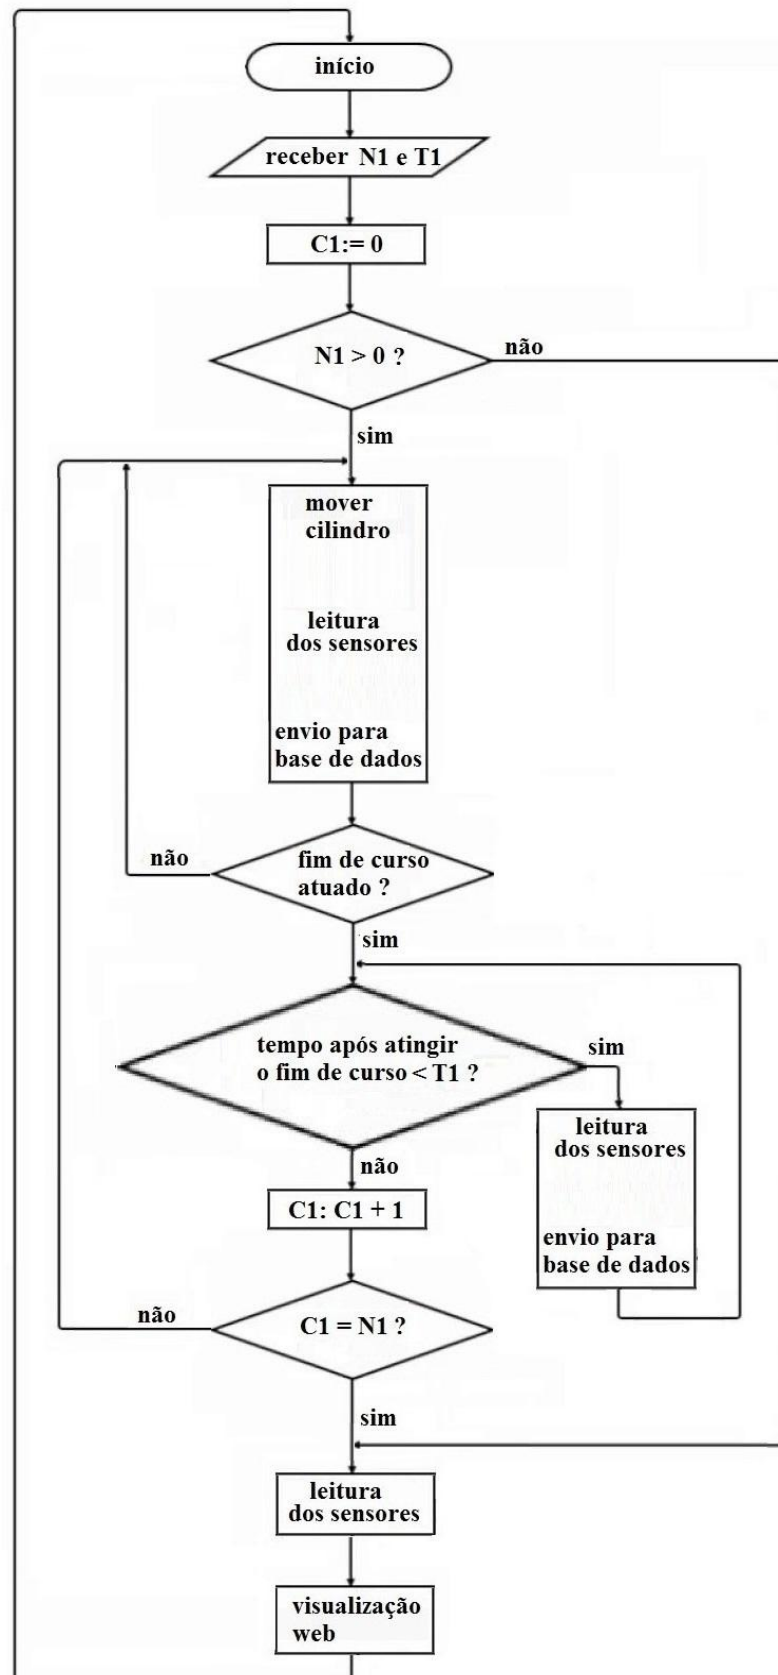 início
receber N1 e T1
C1:= 0
N1 > 0 ?
não
sim
mover
cilindro
leitura
dos sensores
envio para
base de dados
não
fim de curso
atuado ?
sim
tempo após atingir
o fim de curso < T1 ?
sim
leitura
dos sensores
envio para
base de dados
não
C1: C1 + 1
não
C1 = N1 ?
sim
leitura
dos sensores
visualização
web